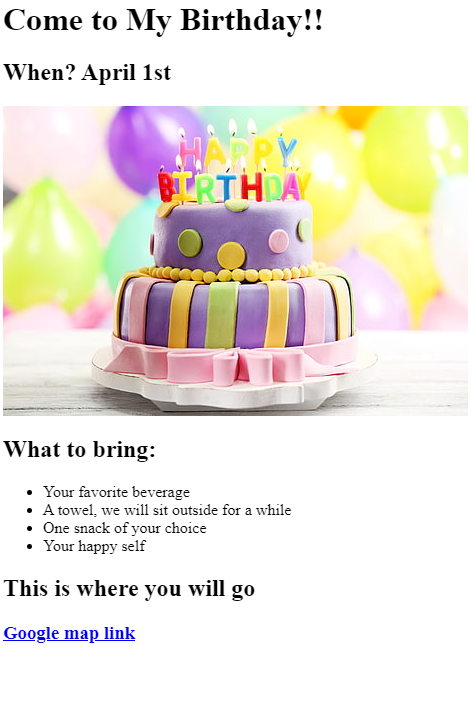 Come to My Birthday!!
When? April 1st
HAPPY
BIRTHDAY
What to bring:
Your favorite beverage
A towel, we will sit outside for a while
One snack of your choice
Your happy self
This is where you will go
Google map link